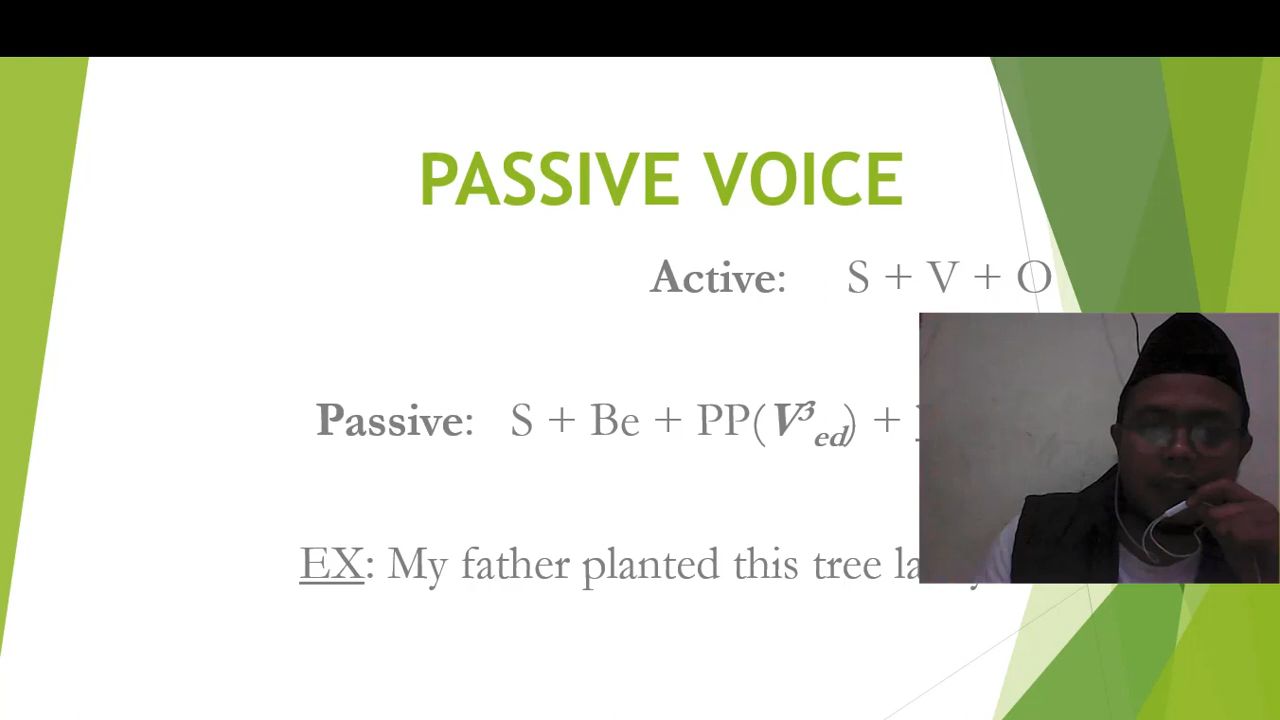 PASSIVE VOICE
Active: S + V + O
Passive: S + Be + PP(V³ed) +
EX: My father planted this tree